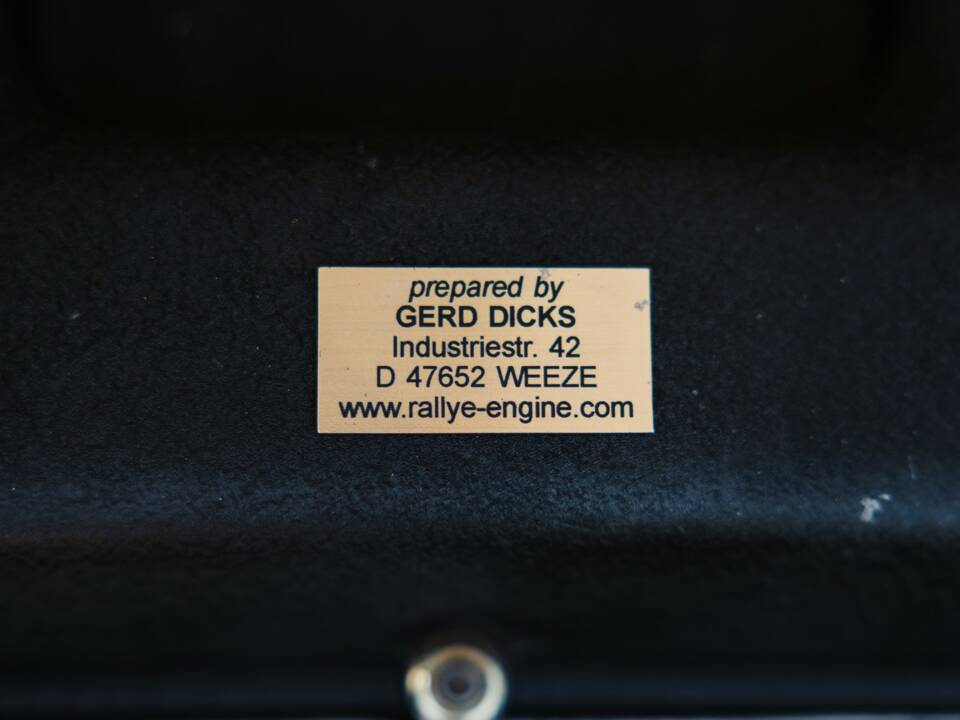 prepared by
GERD DICKS
Industriestr. 42
D 47652 WEEZE
www.rallye-engine.com